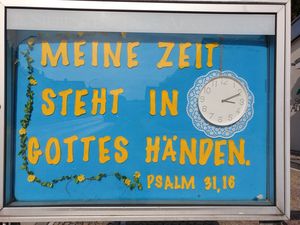 MEINE ZEIT
STEHT IN
GOTTES HÄNDEN.
PSALM 31,16